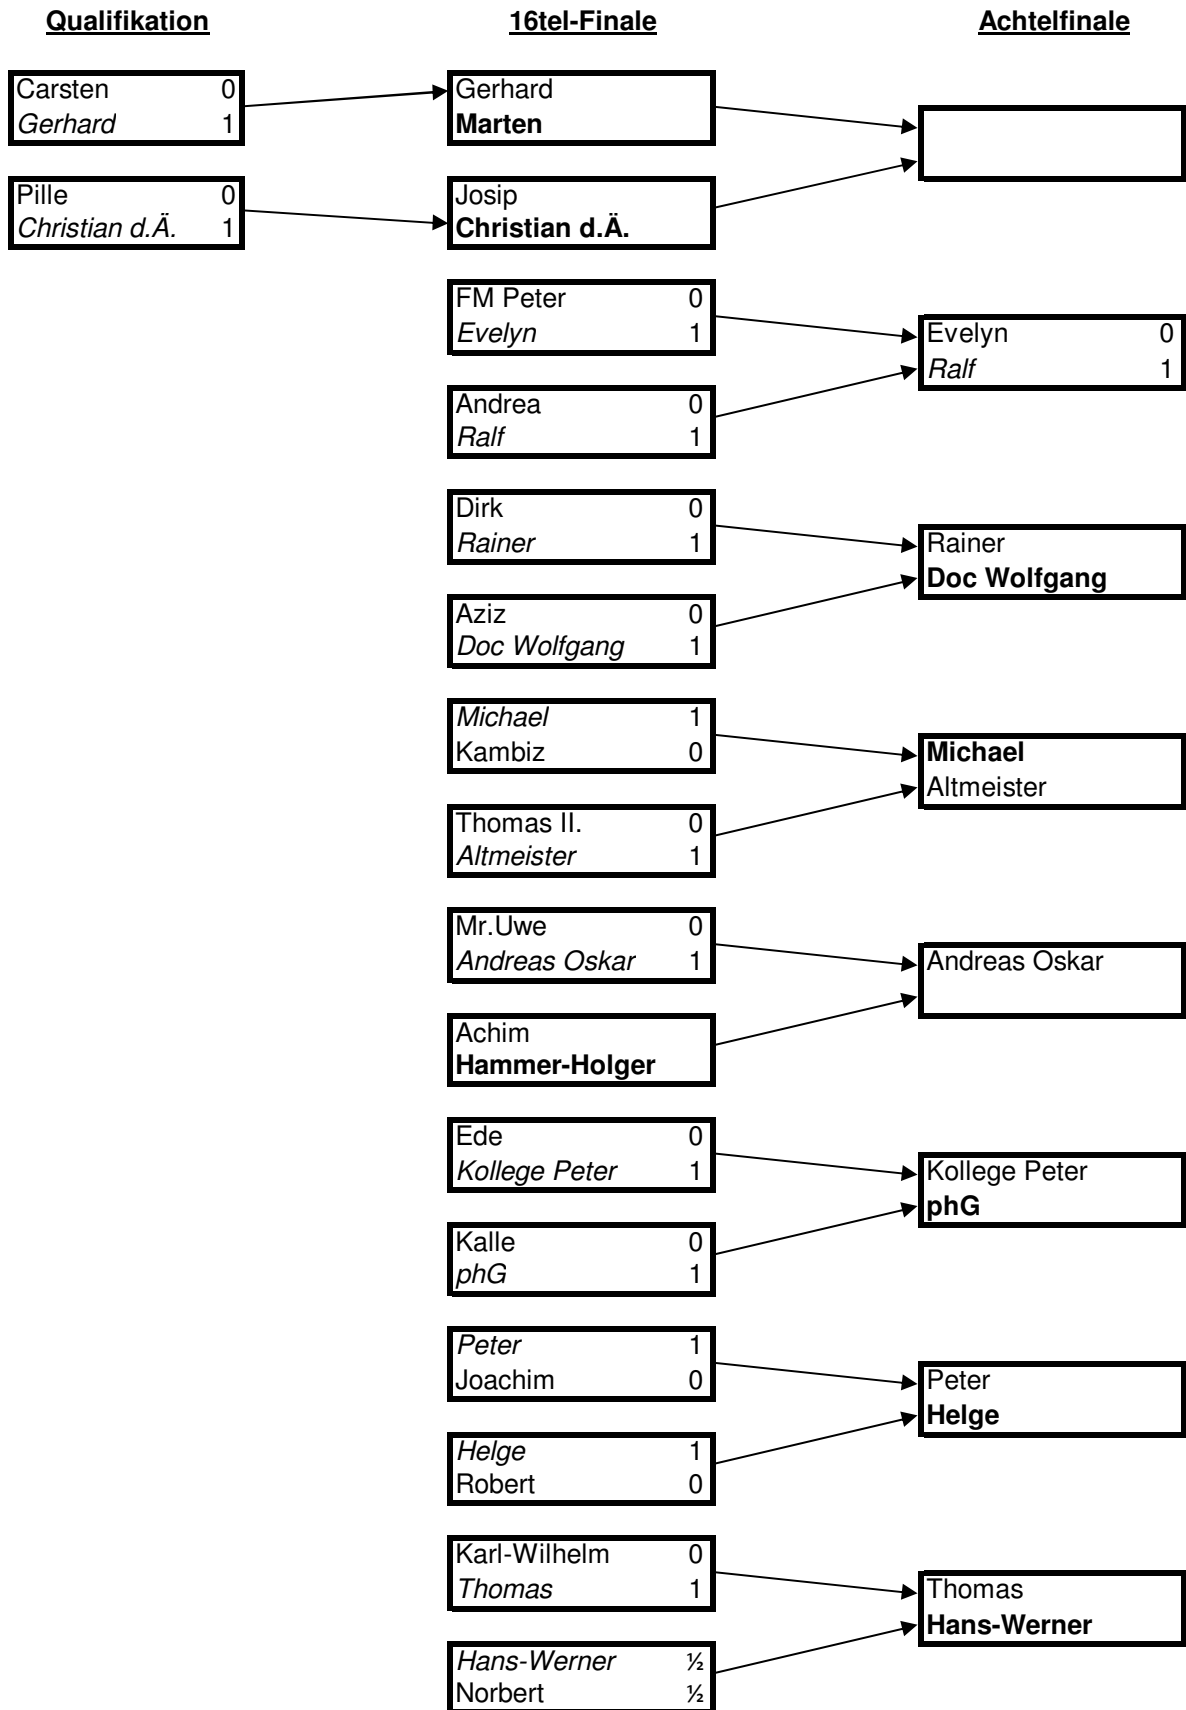 Qualifikation
Carsten 0
Gerhard 1
Pille 0
Christian d.Ä. 1
16tel-Finale
Gerhard
Marten
Josip
Christian d.Ä.
FM Peter 0
Evelyn 1
Andrea 0
Ralf 1
Dirk 0
Rainer 1
Aziz 0
Doc Wolfgang 1
Michael 1
Kambiz 0
Thomas II. 0
Altmeister 1
Mr.Uwe 0
Andreas Oskar 1
Achim
Hammer-Holger
Ede 0
Kollege Peter 1
Kalle 0
phG 1
Peter 1
Joachim 0
Helge 1
Robert 0
Karl-Wilhelm 0
Thomas 1
Hans-Werner ½
Norbert ½
Achtelfinale
Evelyn 0
Ralf 1
Rainer
Doc Wolfgang
Michael
Altmeister
Andreas Oskar
Kollege Peter
phG
Peter
Helge
Thomas
Hans-Werner